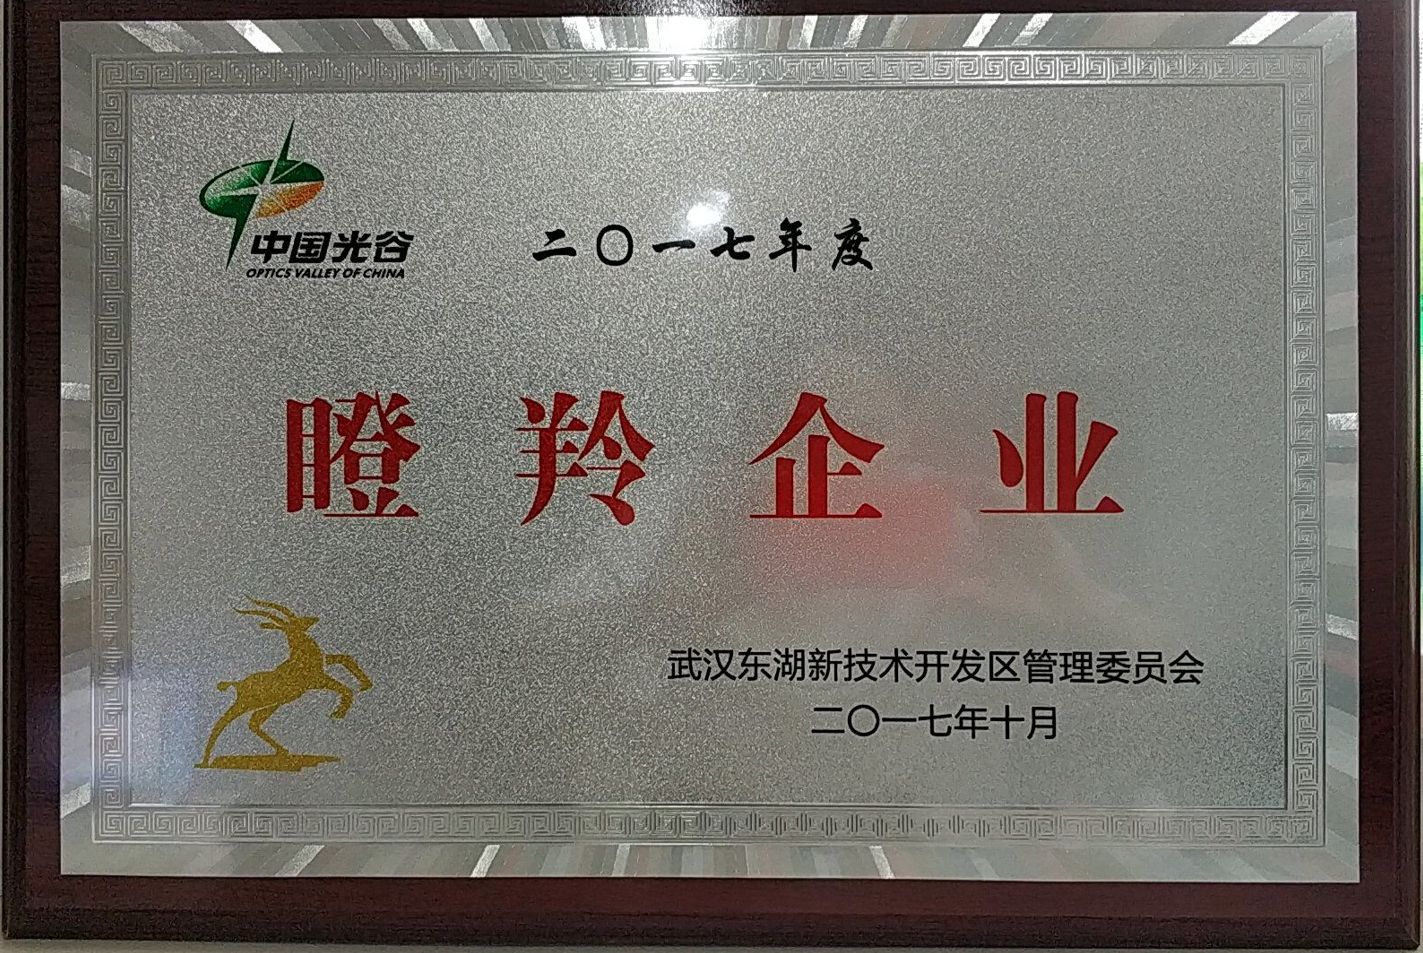 中国光谷
OPTICS VALLEY OF CHINA
二〇一七年度
瞪羚企业
武汉东湖新技术开发区管理委员会
二〇一七年十月